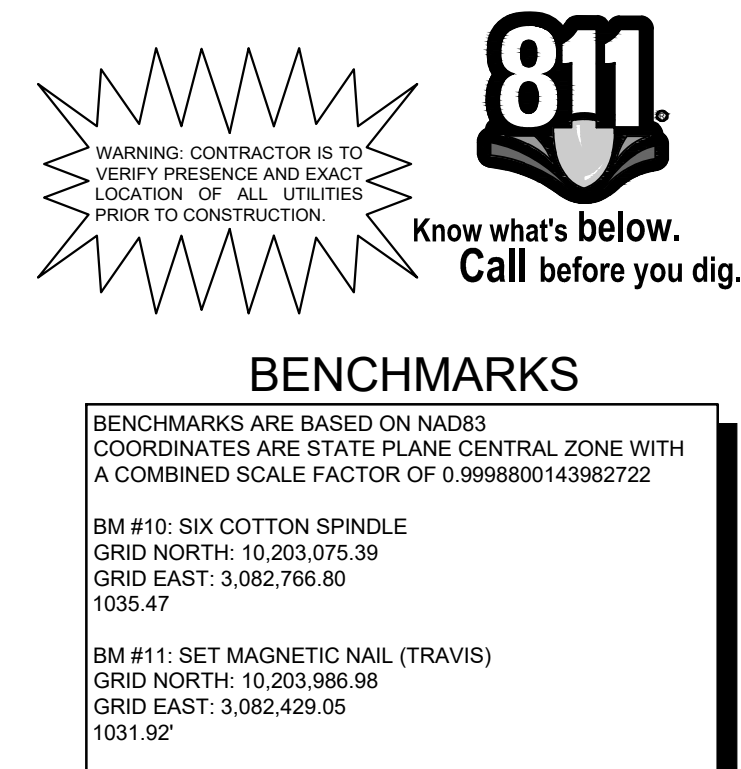 WARNING: CONTRACTOR IS TO
VERIFY PRESENCE AND EXACT
LOCATION OF ALL UTILITIES
PRIOR TO CONSTRUCTION.
811®
Know what's below.
Call before you dig.
BENCHMARKS
BENCHMARKS ARE BASED ON NAD83
COORDINATES ARE STATE PLANE CENTRAL ZONE WITH
A COMBINED SCALE FACTOR OF 0.9998800143982722
BM #10: SIX COTTON SPINDLE
GRID NORTH: 10,203,075.39
GRID EAST: 3,082,766.80
1035.47
BM #11: SET MAGNETIC NAIL (TRAVIS)
GRID NORTH: 10,203,986.98
GRID EAST: 3,082,429.05
1031.92'